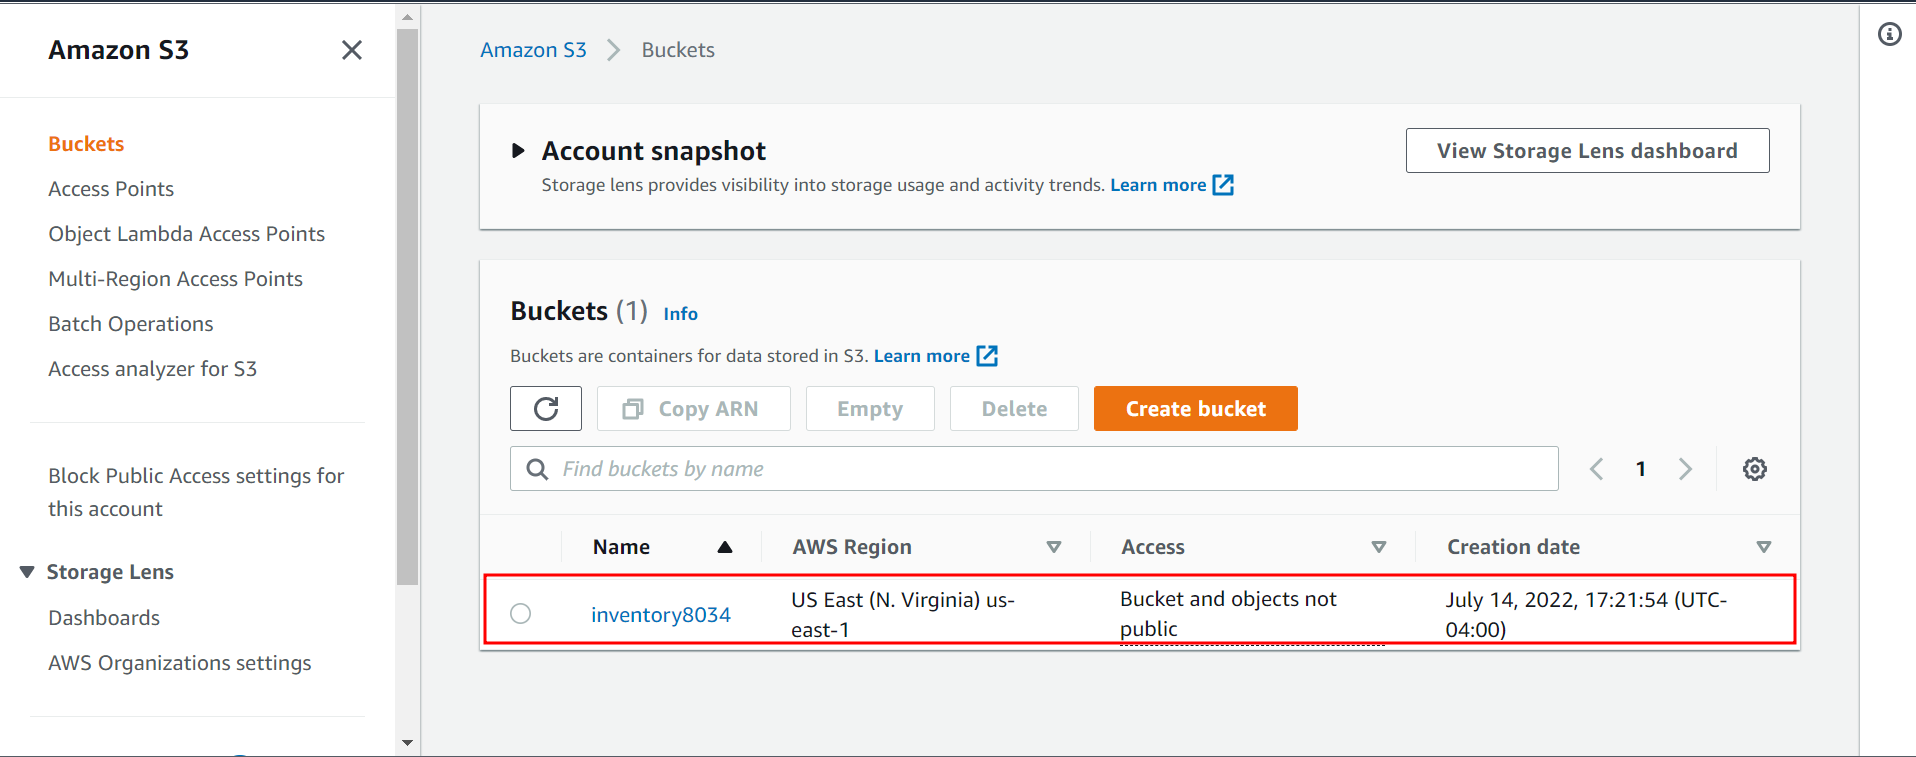 Amazon S3
Buckets
Access Points
Object Lambda Access Points
Multi-Region Access Points
Batch Operations
Access analyzer for S3
Block Public Access settings for
this account
Storage Lens
Dashboards
AWS Organizations settings
Amazon S3 Buckets
Account snapshot
View Storage Lens dashboard
Storage lens provides visibility into storage usage and activity trends. Learn more
Buckets (1) Info
Buckets are containers for data stored in S3. Learn more
Copy ARN Empty Delete Create bucket
Find buckets by name 1
Name AWS Region Access Creation date
inventory8034
US East (N. Virginia) us-
east-1
Bucket and objects not
public
July 14, 2022, 17:21:54 (UTC-
04:00)